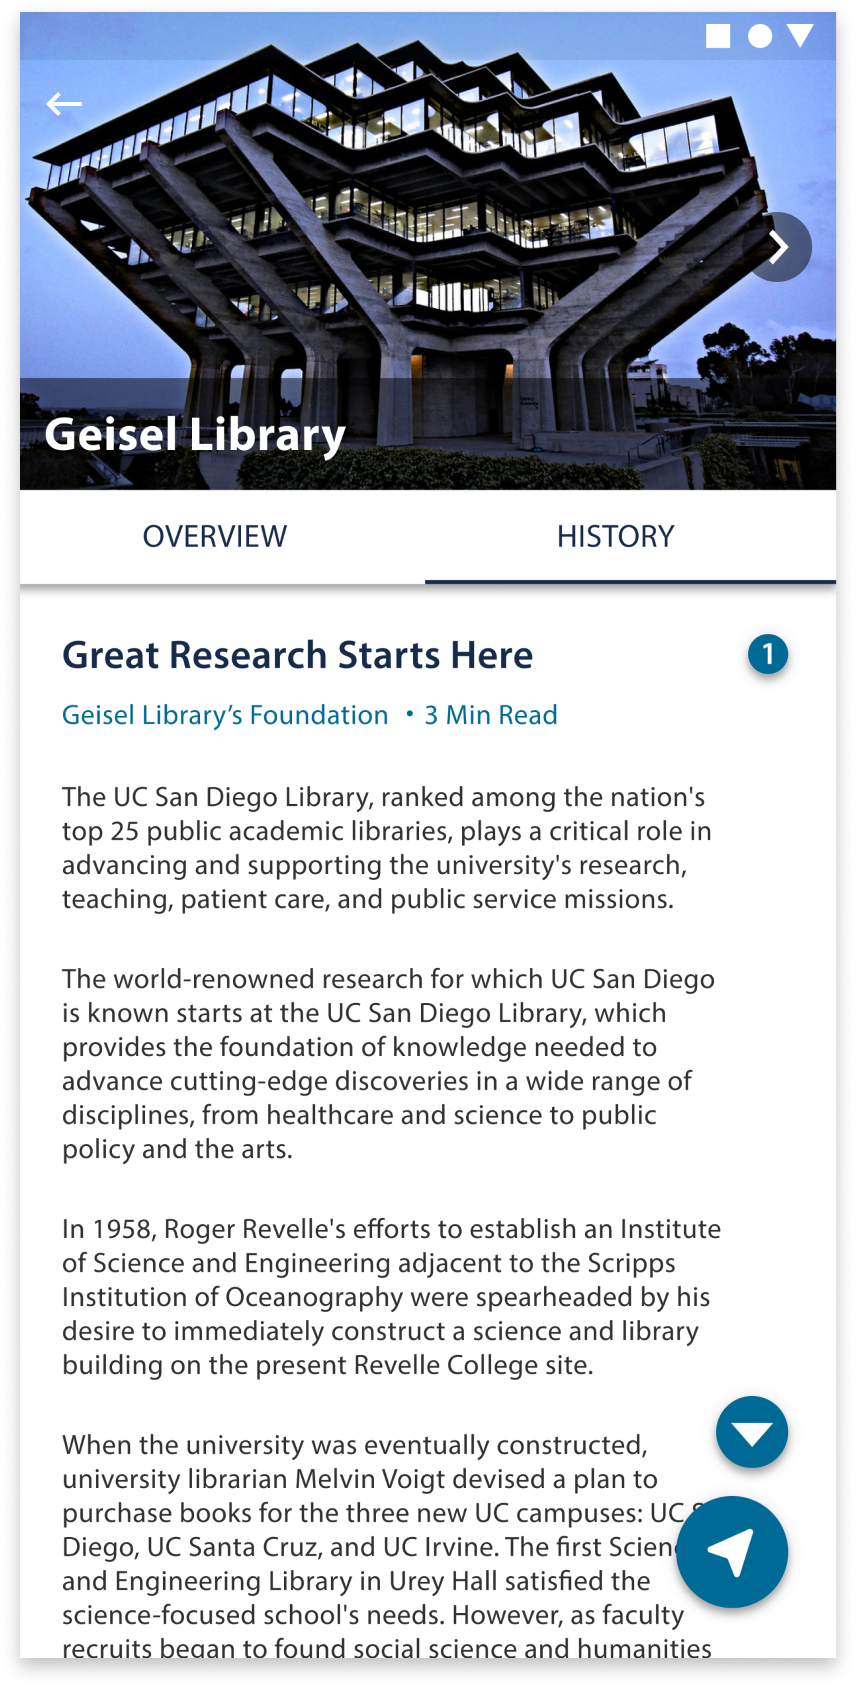 Geisel Library
OVERVIEW
HISTORY
Great Research Starts Here
1
Geisel Library’s Foundation • 3 Min Read
The UC San Diego Library, ranked among the nation's
top 25 public academic libraries, plays a critical role in
advancing and supporting the university's research,
teaching, patient care, and public service missions.
The world-renowned research for which UC San Diego
is known starts at the UC San Diego Library, which
provides the foundation of knowledge needed to
advance cutting-edge discoveries in a wide range of
disciplines, from healthcare and science to public
policy and the arts.
In 1958, Roger Revelle's efforts to establish an Institute
of Science and Engineering adjacent to the Scripps
Institution of Oceanography were spearheaded by his
desire to immediately construct a science and library
building on the present Revelle College site.
When the university was eventually constructed,
university librarian Melvin Voigt devised a plan to
purchase books for the three new UC campuses: UC
Diego, UC Santa Cruz, and UC Irvine. The first
and Engineering Library in Urey Hall satisfied the
science-focused school's needs. However, as faculty
recruits began to found social science and humanities